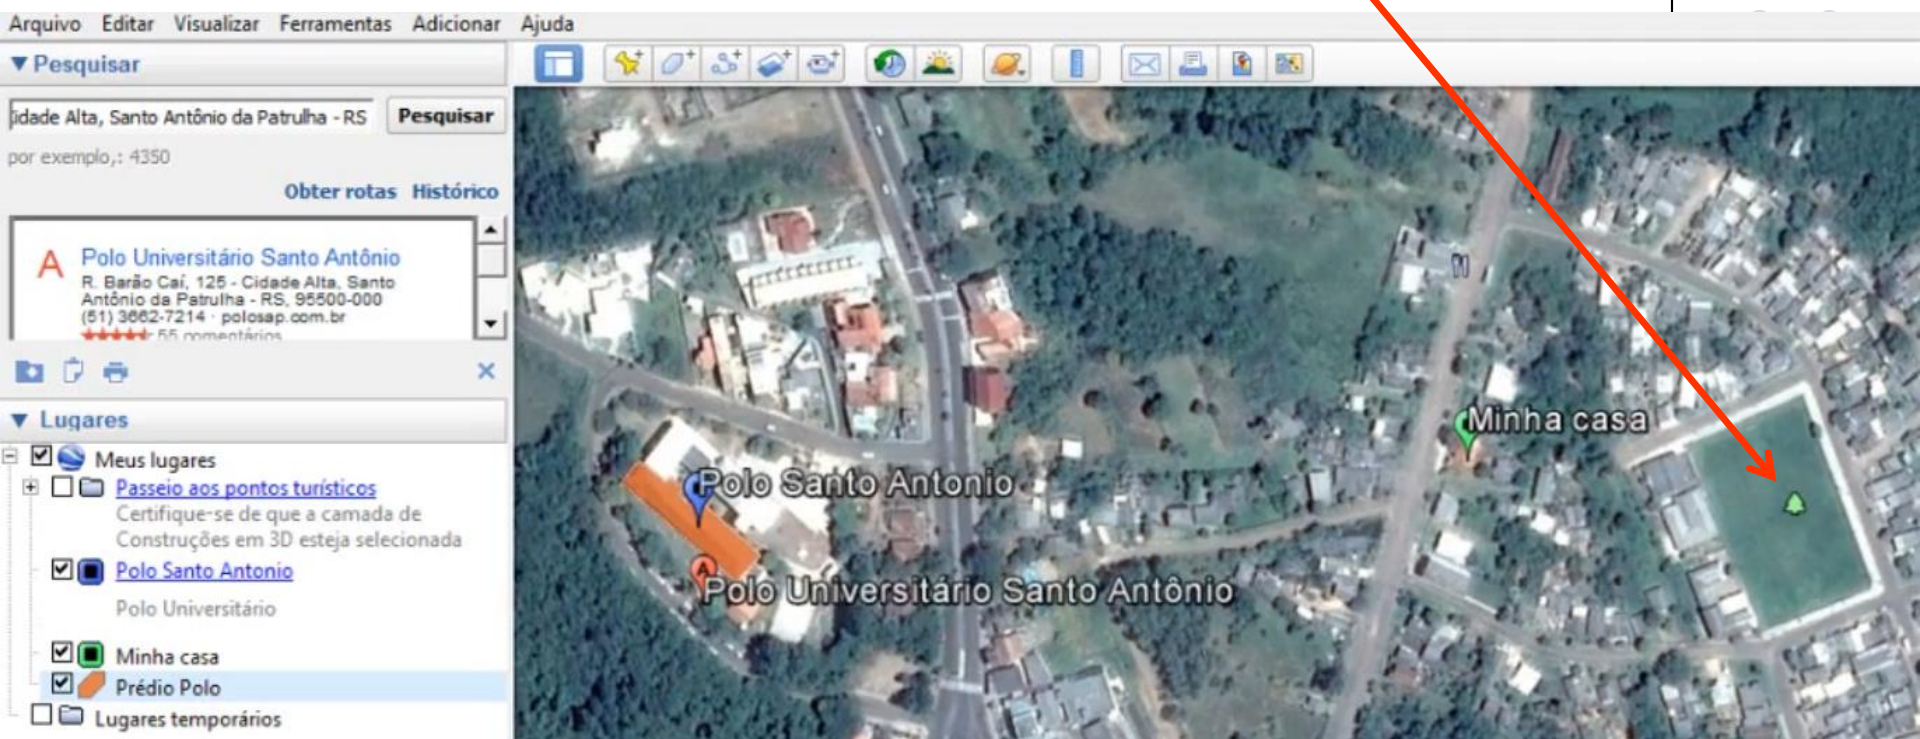 Arquivo Editar Visualizar Ferramentas Adicionar Ajuda
Pesquisar
idade Alta, Santo Antônio da Patrulha - RS Pesquisar
por exemplo,: 4350
Obter rotas Histórico
A Polo Universitário Santo Antônio
R. Barão Caí, 125 - Cidade Alta, Santo
Antônio da Patrulha - RS, 95500-000
(51) 3662-7214 · polosap.com.br
55 comentários
Lugares
Meus lugares
Passeio aos pontos turísticos
Certifique-se de que a camada de
Construções em 3D esteja selecionada
Polo Santo Antonio
Polo Universitário
Minha casa
Prédio Polo
Lugares temporários
Minha casa
Polo Santo Antonio
A
Polo Universitário Santo Antônio